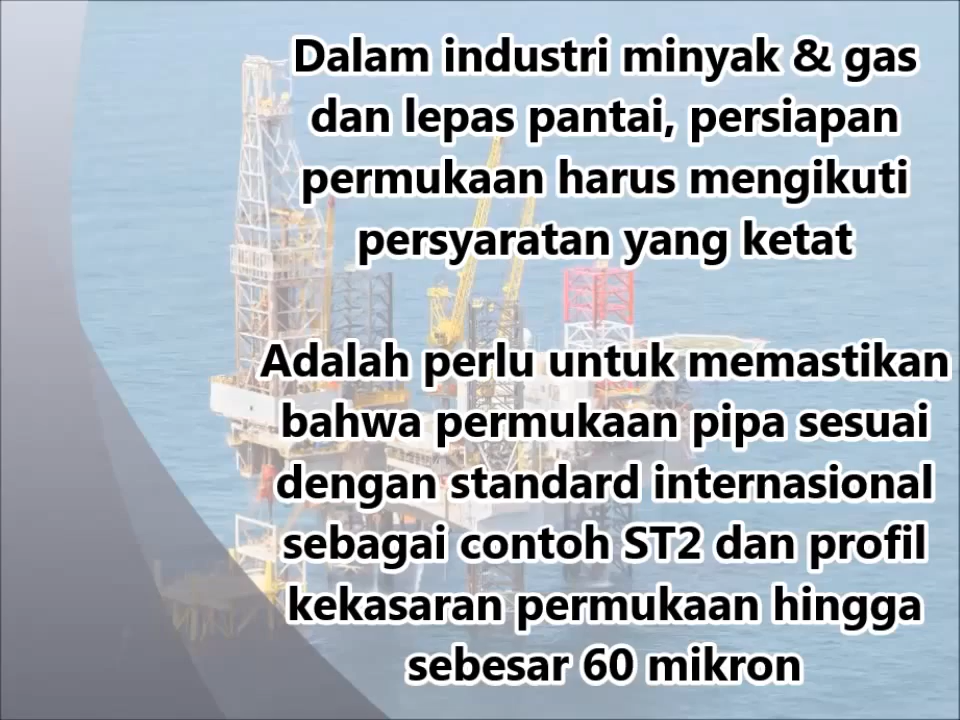 Dalam industri minyak & gas
dan lepas pantai, persiapan
permukaan harus mengikuti
persyaratan yang ketat
Adalah perlu untuk memastikan
bahwa permukaan pipa sesuai
dengan standard internasional
sebagai contoh ST2 dan profil
kekasaran permukaan hingga
sebesar 60 mikron